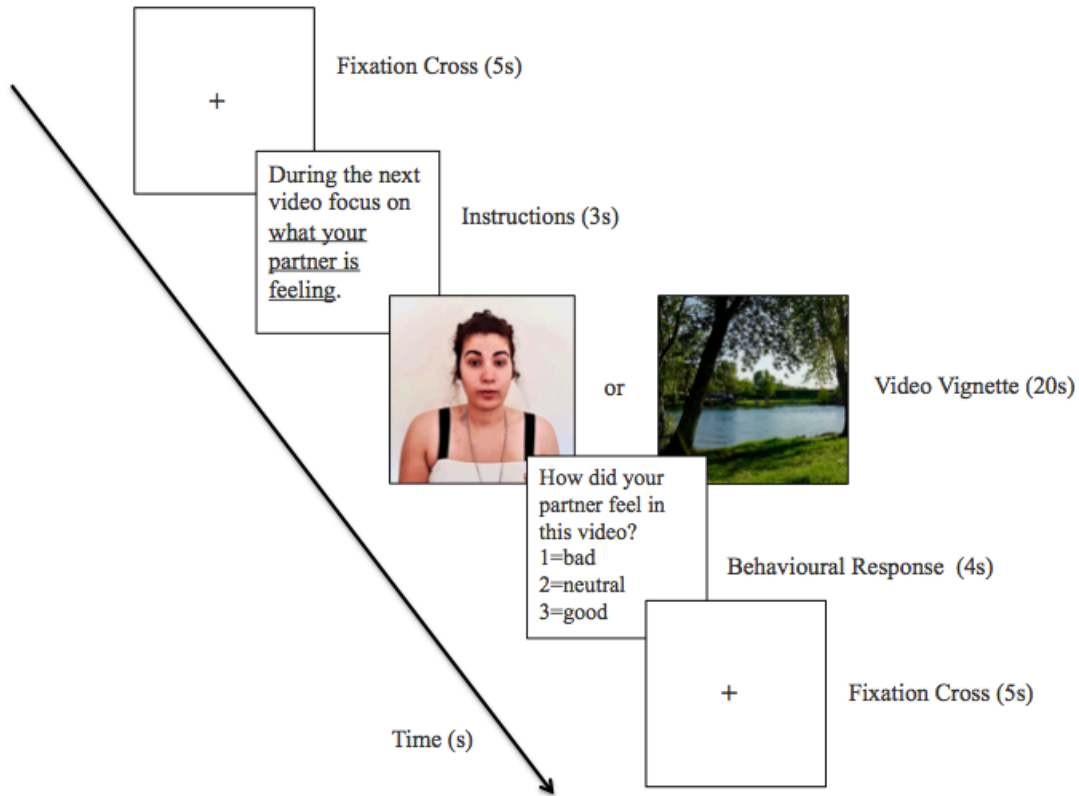 +
Fixation Cross (5s)
During the next
video focus on
what your
partner is
feeling.
Instructions (3s)
or
Video Vignette (20s)
How did your
partner feel in
this video?
1=bad
2=neutral
3=good
Behavioural Response (4s)
+
Fixation Cross (5s)
Time (s)